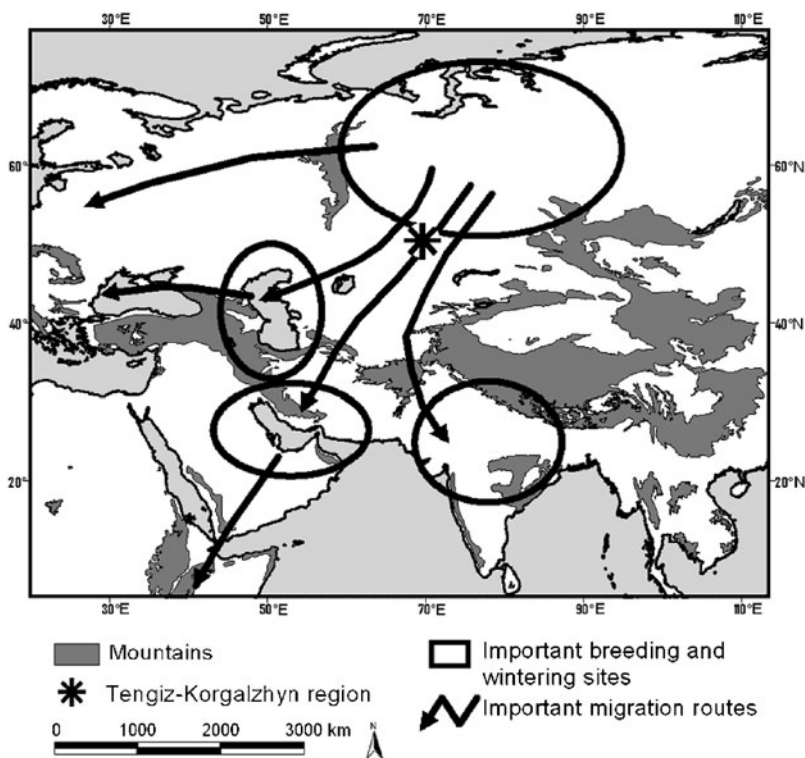 30°E 50°E 70°E 90°E 110°E
60° 60°N
40° 40°N
20° 20°N
30°E 50°E 70°E 90°E 110°E
Mountains
Tengiz-Korgalzhyn region
0 1000 2000 3000 km
N
Important breeding and
wintering sites
Important migration routes